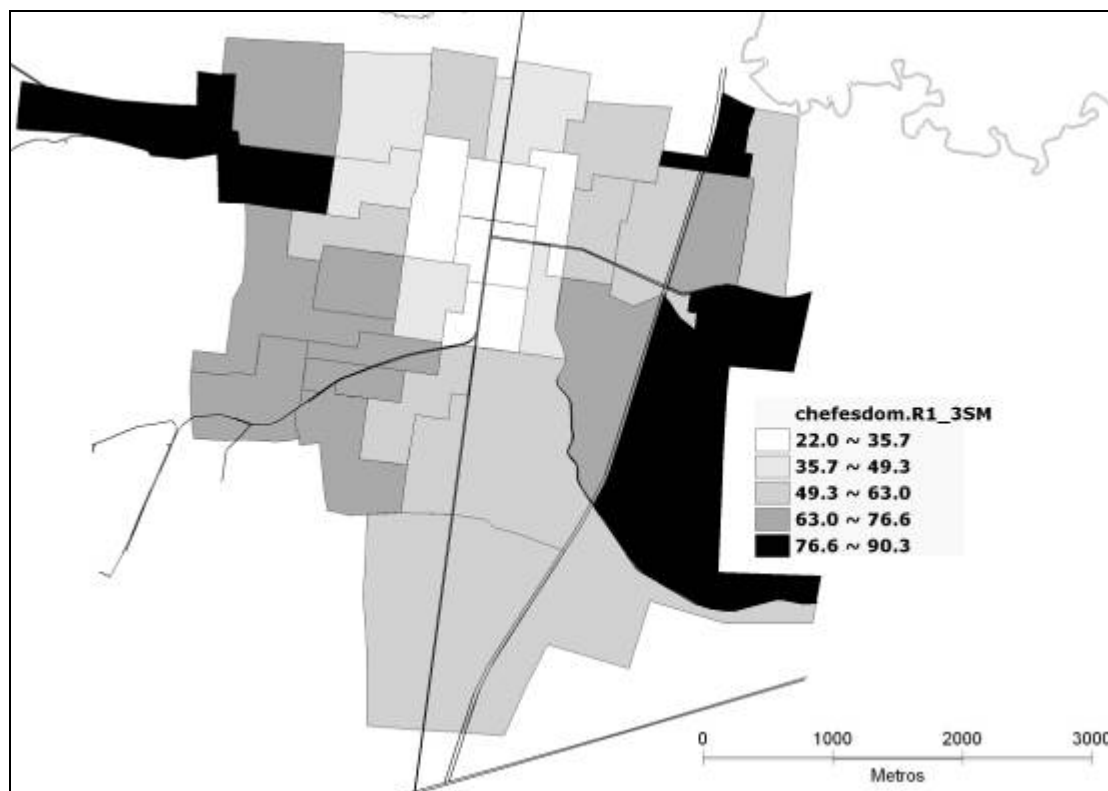 chefesdom.R1_3SM
22.0 ~ 35.7
35.7 ~ 49.3
49.3 ~ 63.0
63.0 ~ 76.6
76.6 ~ 90.3
0 1000 2000 3000
Metros